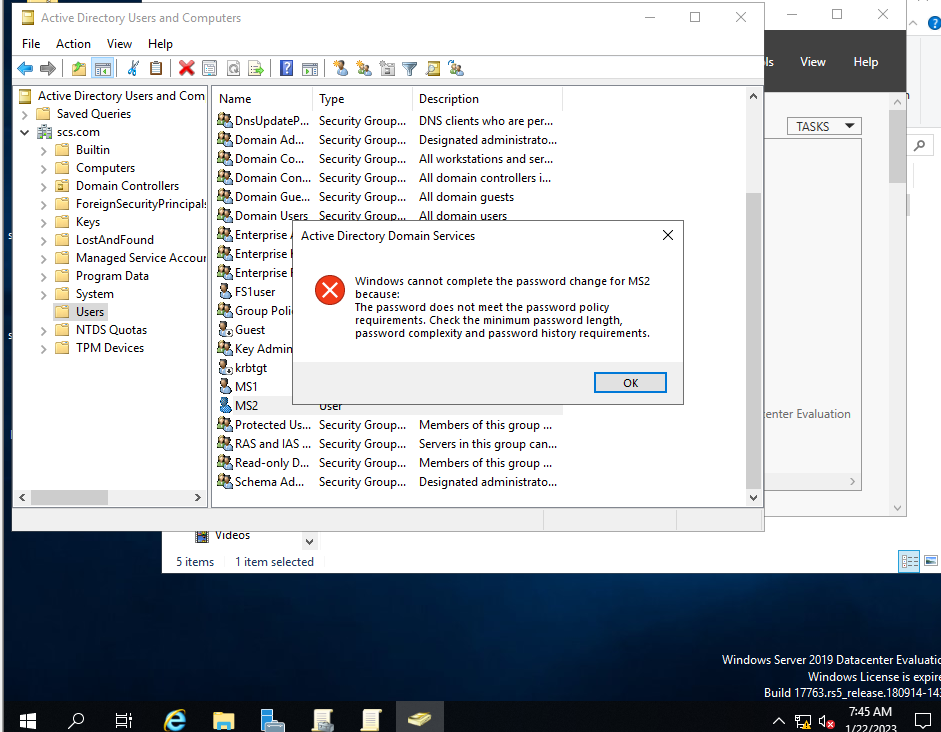 Active Directory Users and Computers
File Action View Help
Active Directory Users and Com
Saved Queries
scs.com
Builtin
Computers
Domain Controllers
ForeignSecurityPrincipals
Keys
LostAndFound
Managed Service Accour
Program Data
System
Users
NTDS Quotas
TPM Devices
Name Type Description
DnsUpdateP... Security Group... DNS clients who are per...
Domain Ad... Security Group... Designated administrato...
Domain Co... Security Group... All workstations and ser...
Domain Con... Security Group... All domain controllers i...
Domain Gue... Security Group... All domain guests
Domain Users Security Group... All domain users
Enterprise
Enterprise
Enterprise
FS1user
Group Poli
Guest
Key Admin
krbtgt
MS1
MS2 User
Protected Us... Security Group... Members of this group ...
RAS and IAS ... Security Group... Servers in this group can...
Read-only D... Security Group... Members of this group ...
Schema Ad... Security Group... Designated administrato...
Active Directory Domain Services
Windows cannot complete the password change for MS2
because:
The password does not meet the password policy
requirements. Check the minimum password length,
password complexity and password history requirements.
OK
ls View Help
TASKS
enter Evaluation
Videos
5 items 1 item selected
Windows Server 2019 Datacenter Evaluatio
Windows License is expire
Build 17763.rs5_release.180914-143
7:45 AM
1/22/2023